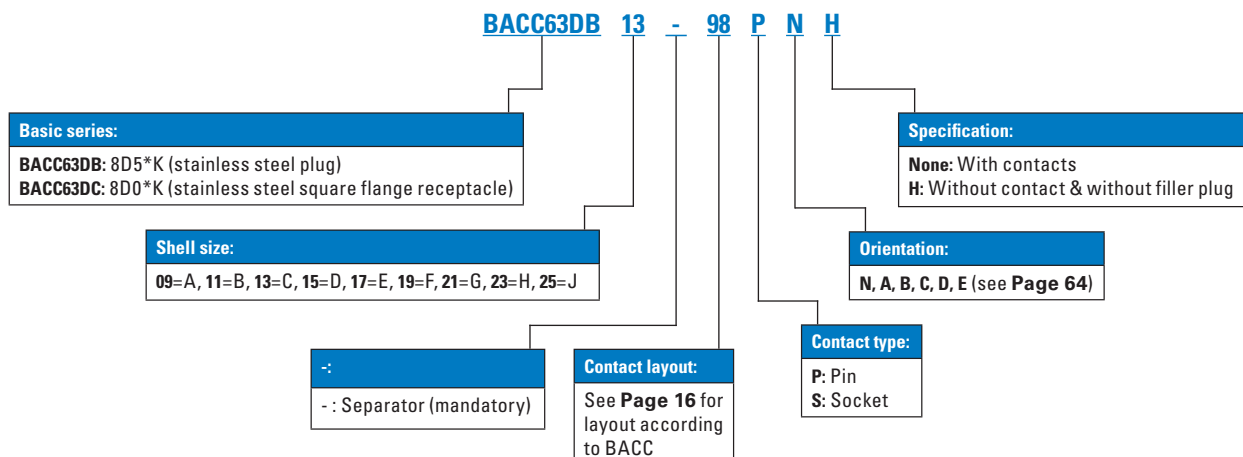 BACC63DB 13 - 98 P N H
Basic series:
BACC63DB: 8D5*K (stainless steel plug)
BACC63DC: 8D0*K (stainless steel square flange receptacle)
Specification:
None: With contacts
H: Without contact & without filler plug
Shell size:
09=A, 11=B, 13=C, 15=D, 17=E, 19=F, 21=G, 23=H, 25=J
Orientation:
N, A, B, C, D, E (see Page 64)
-:
- : Separator (mandatory)
Contact layout:
See Page 16 for
layout according
to BACC
Contact type:
P: Pin
S: Socket